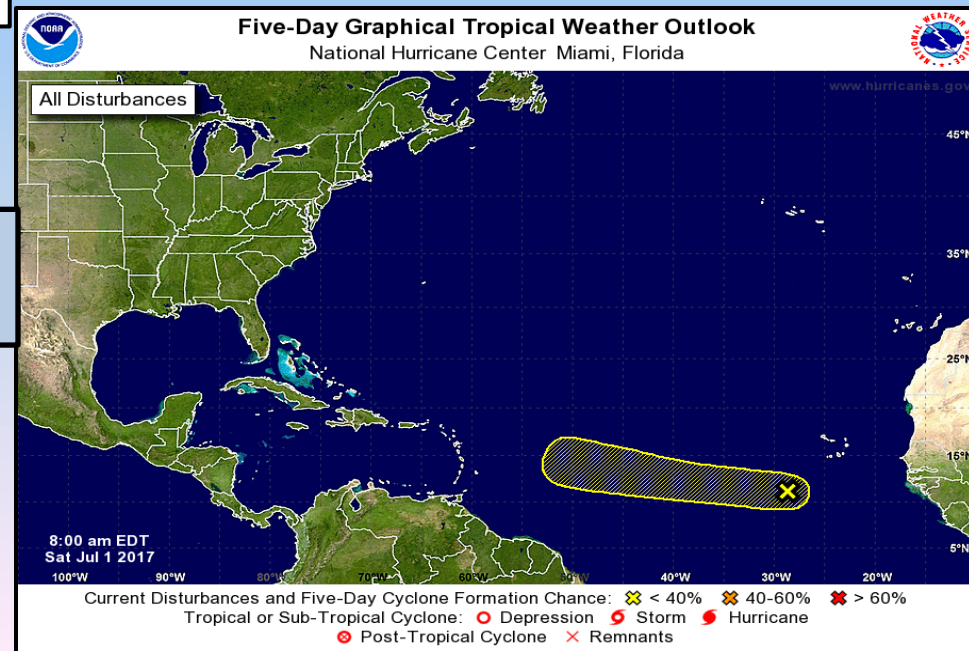 Five-Day Graphical Tropical Weather Outlook
National Hurricane Center Miami, Florida
NOAA
All Disturbances
www.hurricanes.gov
45°N
35°N
25°N
15°N
5°N
8:00 am EDT
Sat Jul 1 2017
100°W 90°W 80°W 70°W 60°W 50°W 40°W 30°W 20°W
Current Disturbances and Five-Day Cyclone Formation Chance: < 40% 40-60% > 60%
Tropical or Sub-Tropical Cyclone: Depression Storm Hurricane
Post-Tropical Cyclone Remnants